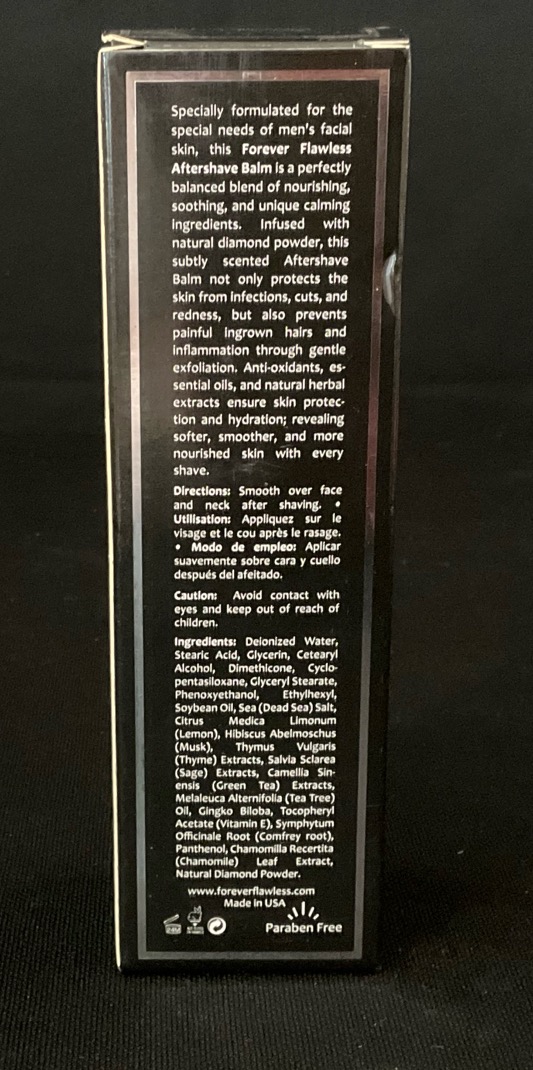 Specially formulated for the
special needs of men's facial
skin, this Forever Flawless
Aftershave Balm is a perfectly
balanced blend of nourishing,
soothing, and unique calming
ingredients. Infused with
natural diamond powder, this
subtly scented Aftershave
Balm not only protects the
skin from infections, cuts, and
redness, but also prevents
painful ingrown hairs and
inflammation through gentle
exfoliation. Anti-oxidants, es-
sential oils, and natural herbal
extracts ensure skin protec-
tion and hydration; revealing
softer, smoother, and more
nourished skin with every
shave.
Directions: Smooth over face
and neck after shaving. •
Utilisation: Appliquez sur le
visage et le cou après le rasage.
• Modo de empleo: Aplicar
suavemente sobre cara y cuello
después del afeitado.
Caution: Avoid contact with
eyes and keep out of reach of
children.
Ingredients: Deionized Water,
Stearic Acid, Glycerin, Cetearyl
Alcohol, Dimethicone, Cyclo-
pentasiloxane, Glyceryl Stearate,
Phenoxyethanol, Ethylhexyl,
Soybean Oil, Sea (Dead Sea) Salt,
Citrus Medica Limonum
(Lemon), Hibiscus Abelmoschus
(Musk), Thymus Vulgaris
(Thyme) Extracts, Salvia Sclarea
(Sage) Extracts, Camellia Sin-
ensis (Green Tea) Extracts,
Melaleuca Alternifolia (Tea Tree)
Oil, Gingko Biloba, Tocopheryl
Acetate (Vitamin E), Symphytum
Officinale Root (Comfrey root),
Panthenol, Chamomilla Recertita
(Chamomile) Leaf Extract,
Natural Diamond Powder.
www.foreverflawless.com
Made in USA
Paraben Free